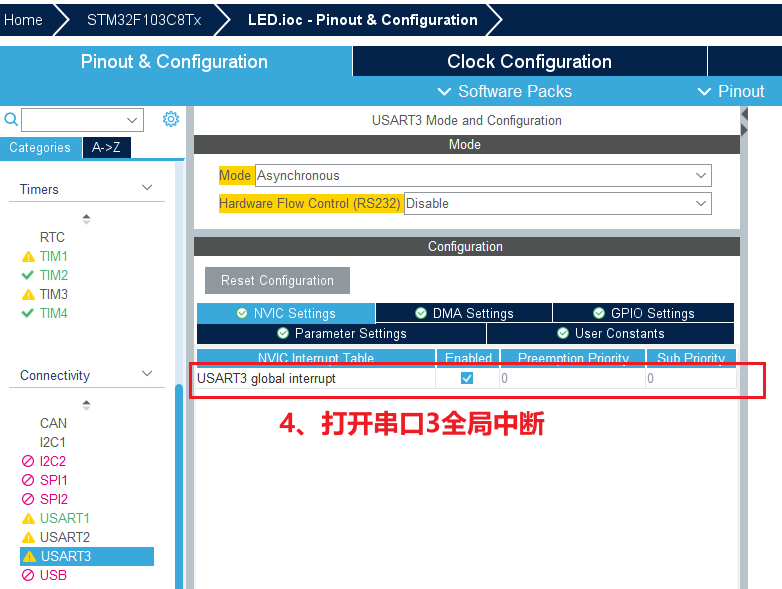 Home STM32F103C8Tx LED.ioc - Pinout & Configuration
Pinout & Configuration Clock Configuration
Software Packs Pinout
USART3 Mode and Configuration
Categories A->Z
Mode
Mode Asynchronous
Hardware Flow Control (RS232) Disable
Timers
RTC
TIM1
TIM2
TIM3
TIM4
Configuration
Reset Configuration
NVIC Settings DMA Settings GPIO Settings
Parameter Settings User Constants
NVIC Interrupt Table Enabled Preemption Priority Sub Priority
USART3 global interrupt 0 0
4、打开串口3全局中断
Connectivity
CAN
I2C1
I2C2
SPI1
SPI2
USART1
USART2
USART3
USB